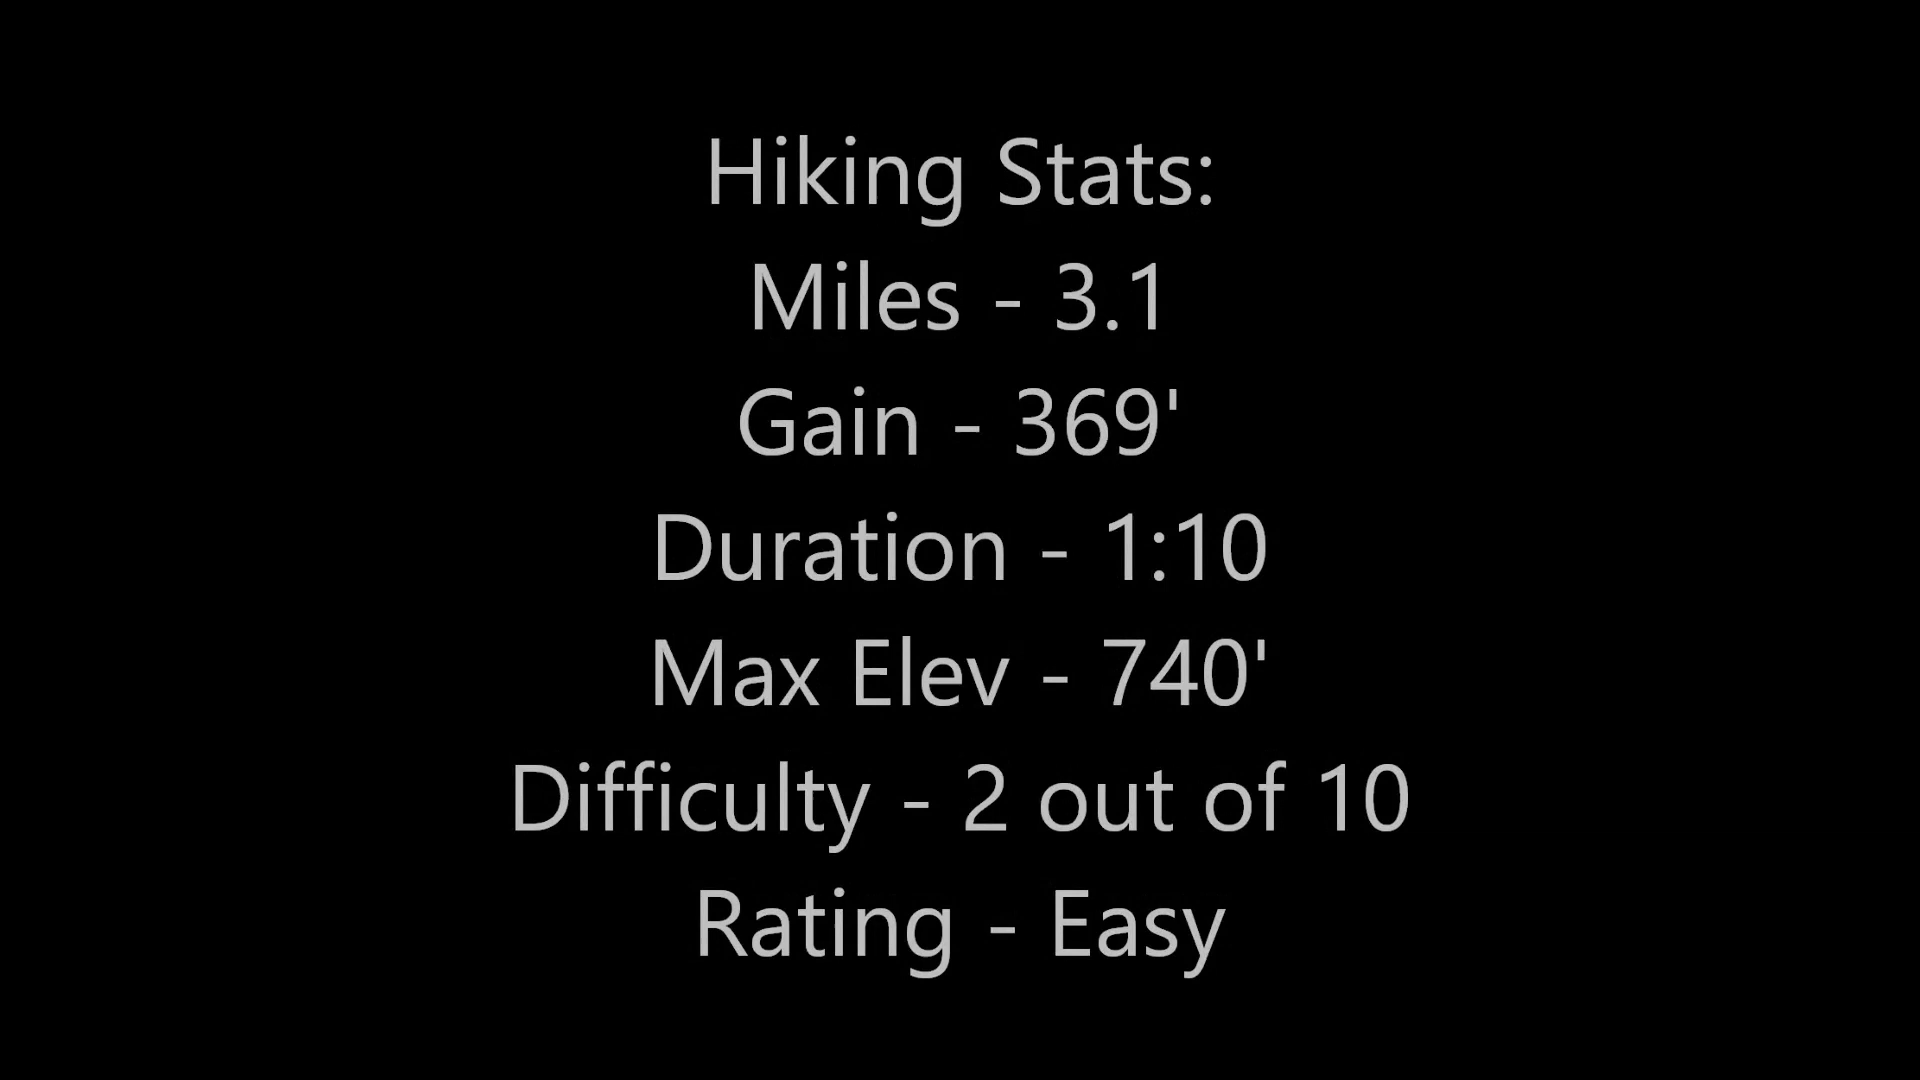 Hiking Stats:
Miles - 3.1
Gain - 369'
Duration - 1:10
Max Elev - 740'
Difficulty - 2 out of 10
Rating - Easy